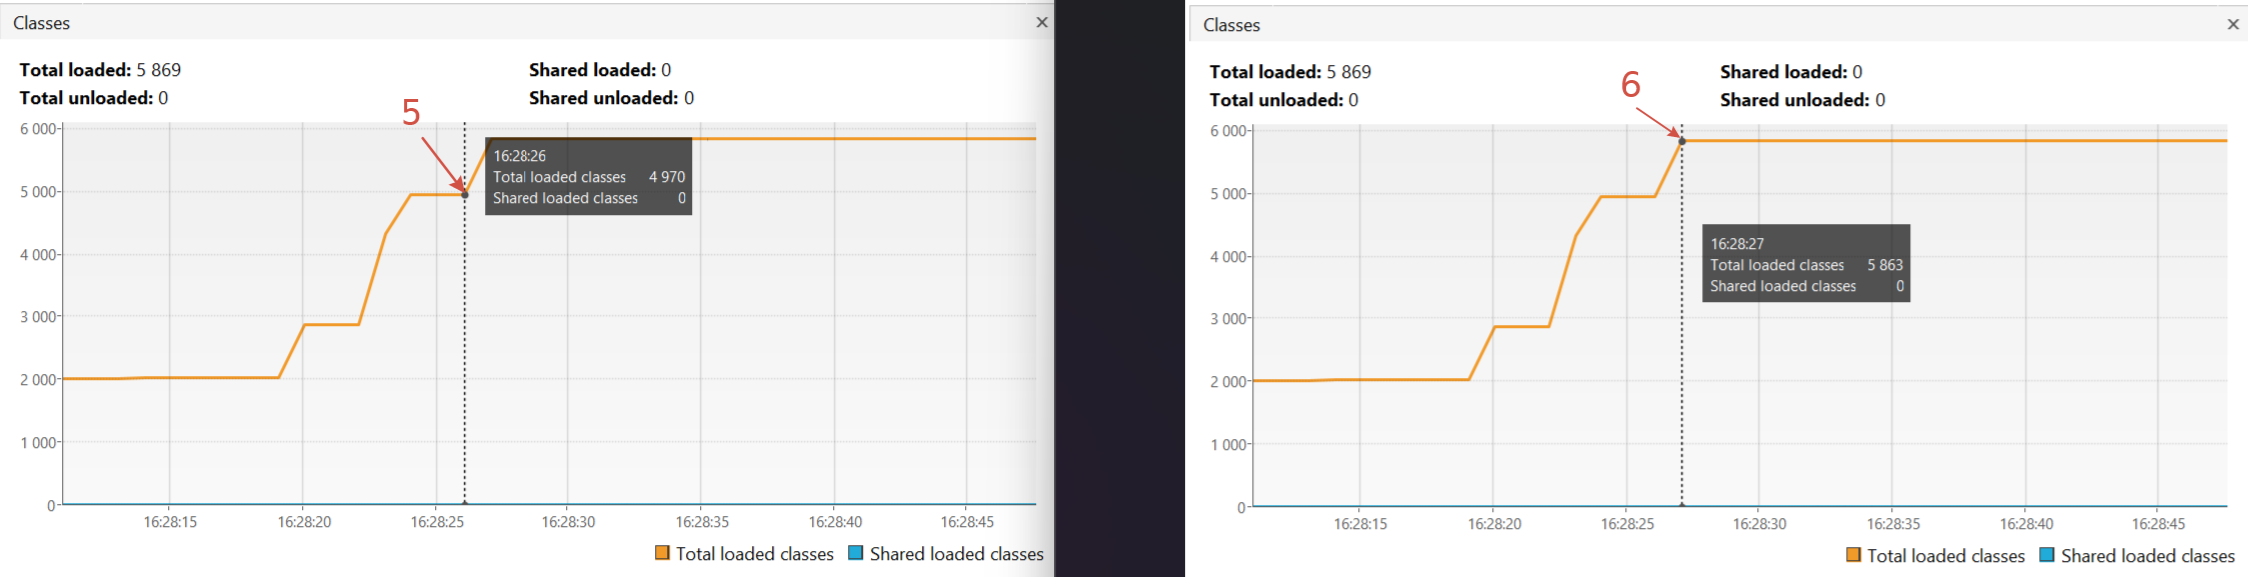 Classes
Total loaded: 5 869
Shared loaded: 0
Total unloaded: 0
Shared unloaded: 0
5
6 000
5 000
4 000
3 000
2 000
1 000
0
16:28:26
Total loaded classes 4 970
Shared loaded classes 0
16:28:15 16:28:20 16:28:25 16:28:30 16:28:35 16:28:40 16:28:45
Total loaded classes Shared loaded classes
Classes
Total loaded: 5 869
Shared loaded: 0
Total unloaded: 0
Shared unloaded: 0
6
6 000
5 000
4 000
3 000
2 000
1 000
0
16:28:27
Total loaded classes 5 863
Shared loaded classes 0
16:28:15 16:28:20 16:28:25 16:28:30 16:28:35 16:28:40 16:28:45
Total loaded classes Shared loaded classes